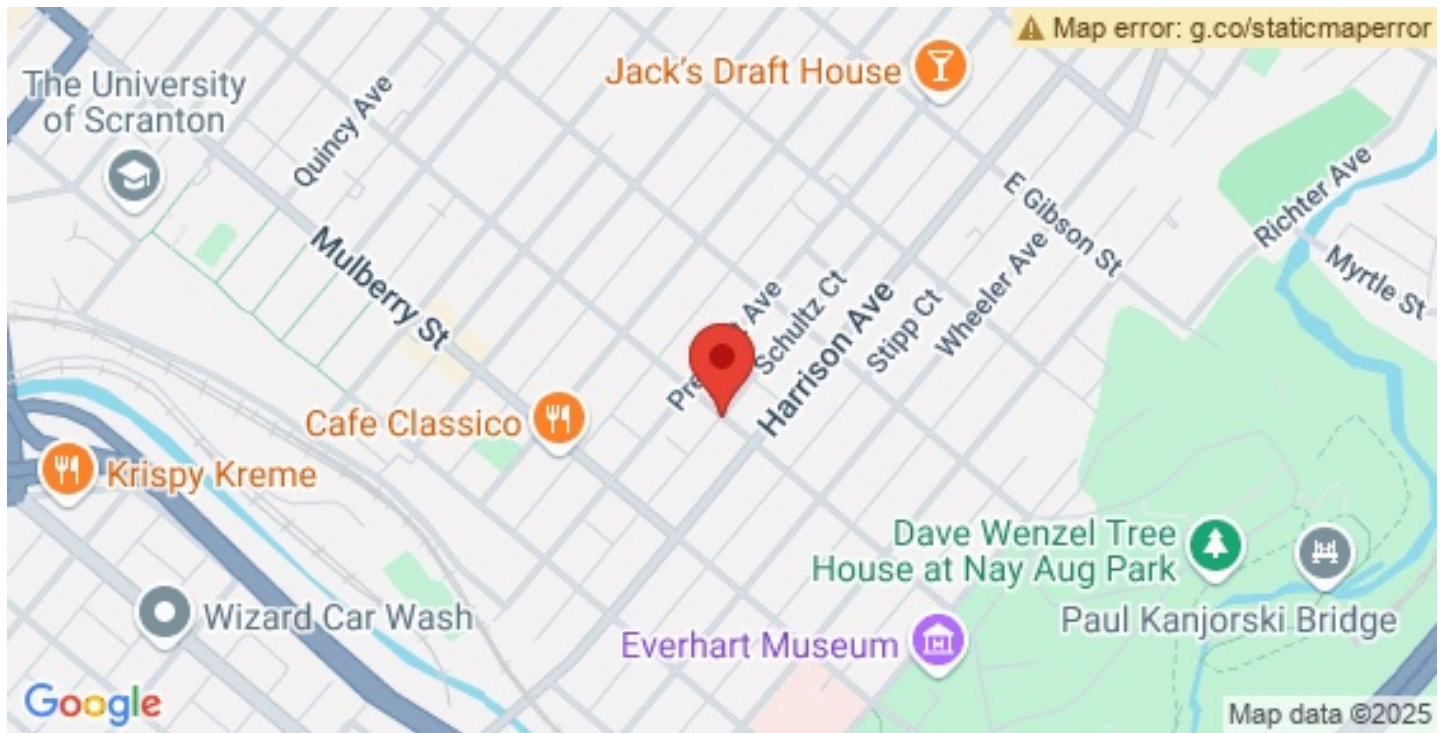 Map error: g.co/staticmaperror
The University
of Scranton
Jack's Draft House
Quincy Ave
E Gibson St
Richter Ave
Myrtle St
Mulberry St
Ave
Schultz Ct
Harrison Ave
Stipp Ct
Wheeler Ave
Cafe Classico
Krispy Kreme
Dave Wenzel Tree
House at Nay Aug Park
Wizard Car Wash
Everhart Museum
Paul Kanjorski Bridge
Google
Map data ©2025